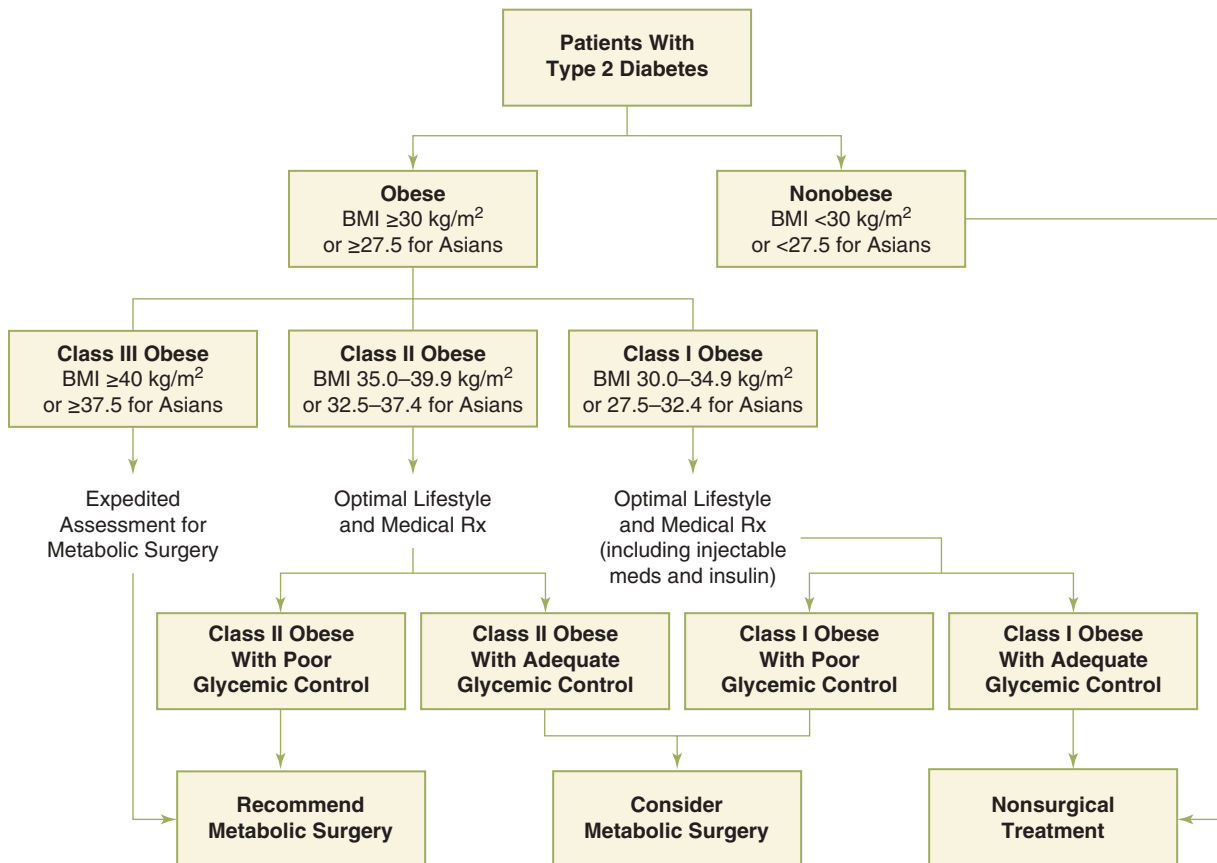 Patients With
Type 2 Diabetes
Obese
BMI ≥30 kg/m²
or ≥27.5 for Asians
Nonobese
BMI <30 kg/m²
or <27.5 for Asians
Class III Obese
BMI ≥40 kg/m²
or ≥37.5 for Asians
Class II Obese
BMI 35.0–39.9 kg/m²
or 32.5–37.4 for Asians
Class I Obese
BMI 30.0–34.9 kg/m²
or 27.5–32.4 for Asians
Expedited
Assessment for
Metabolic Surgery
Optimal Lifestyle
and Medical Rx
Optimal Lifestyle
and Medical Rx
(including injectable
meds and insulin)
Class II Obese
With Poor
Glycemic Control
Class II Obese
With Adequate
Glycemic Control
Class I Obese
With Poor
Glycemic Control
Class I Obese
With Adequate
Glycemic Control
Recommend
Metabolic Surgery
Consider
Metabolic Surgery
Nonsurgical
Treatment